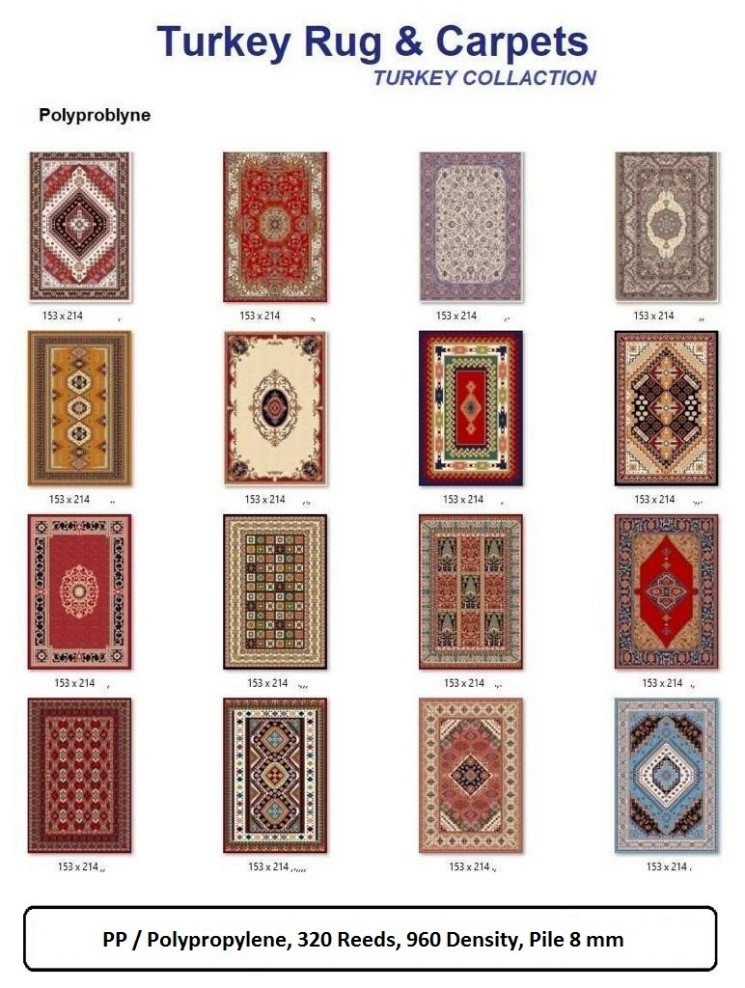 Turkey Rug & Carpets
TURKEY COLLACTION
Polyproblyne
153 x 214 153 x 214 153 x 214 153 x 214
153 x 214 153 x 214 153 x 214 153 x 214
153 x 214 153 x 214 153 x 214 153 x 214
153 x 214 153 x 214 153 x 214 153 x 214
PP / Polypropylene, 320 Reeds, 960 Density, Pile 8 mm